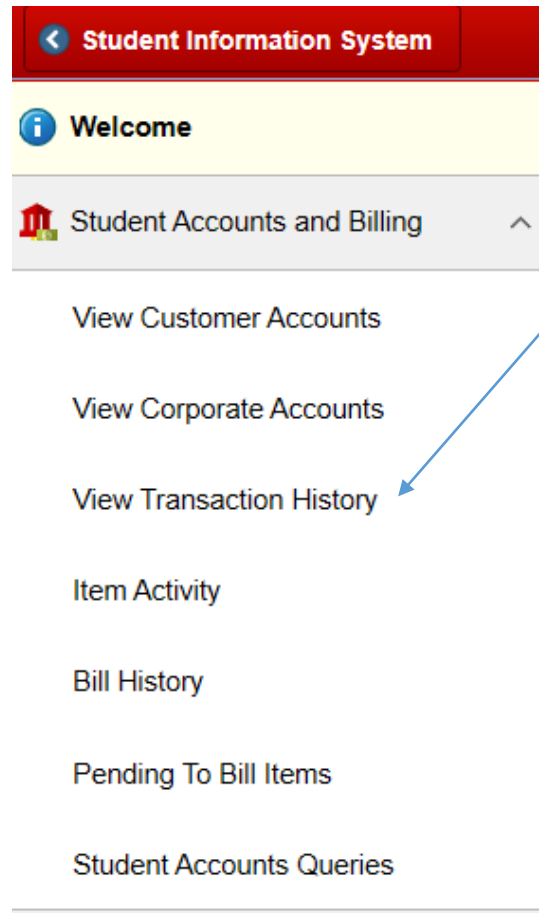 Student Information System
Welcome
Student Accounts and Billing
View Customer Accounts
View Corporate Accounts
View Transaction History
Item Activity
Bill History
Pending To Bill Items
Student Accounts Queries